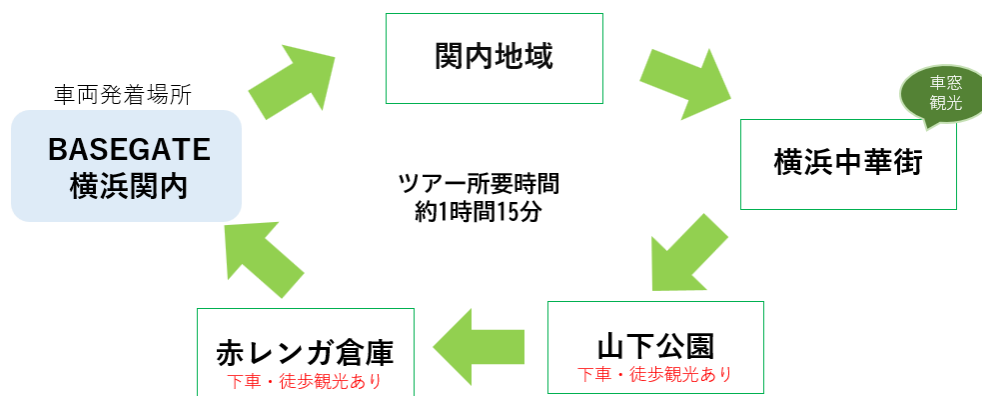 車両発着場所
BASEGATE
横浜関内
関内地域
車窓
観光
横浜中華街
ツアー所要時間
約1時間15分
山下公園
下車・徒歩観光あり
赤レンガ倉庫
下車・徒歩観光あり